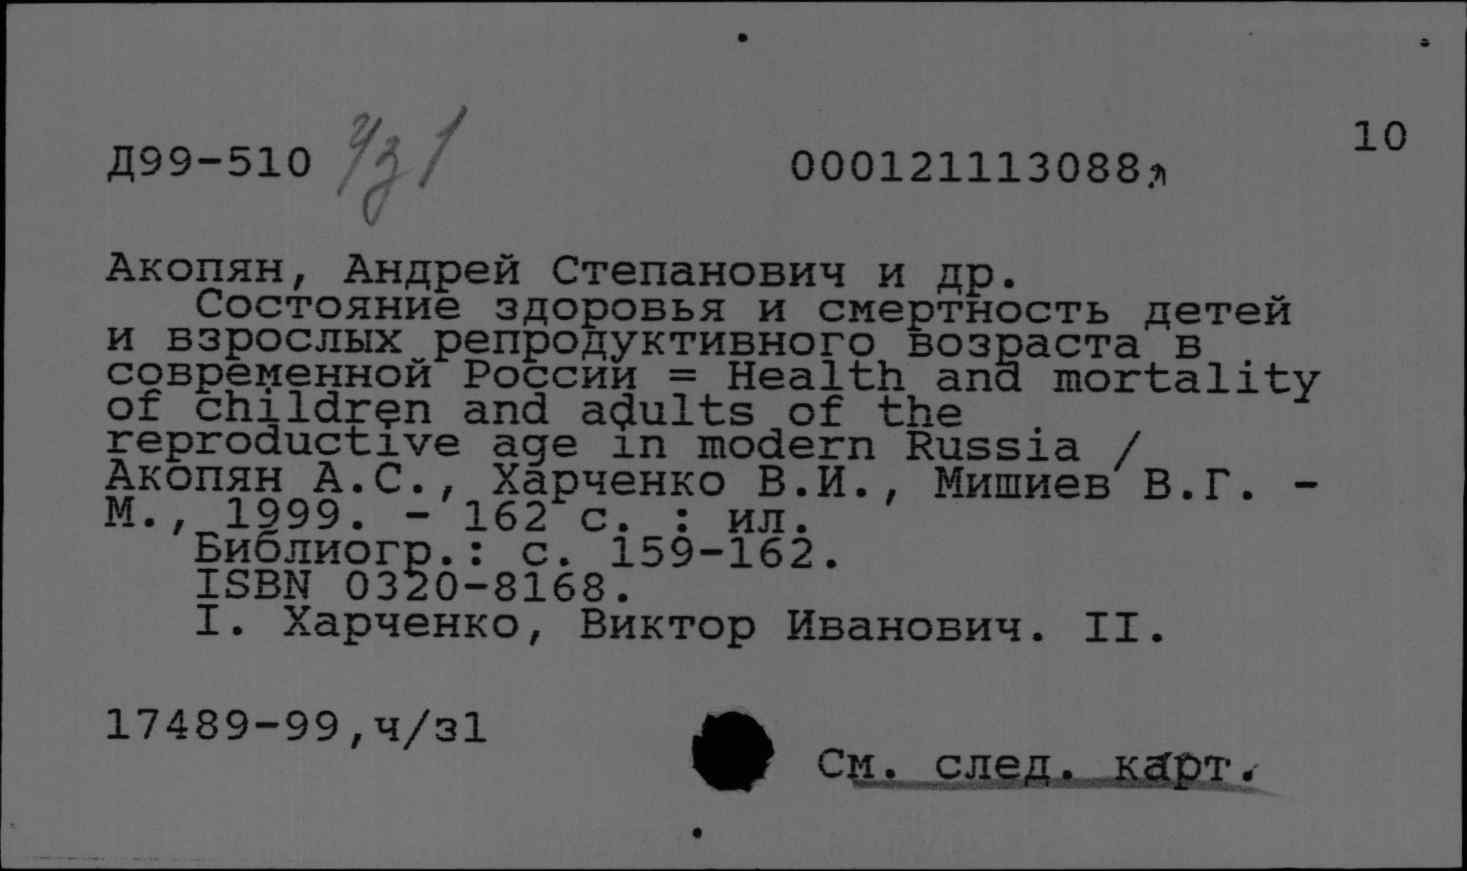 10
Д99-510 ч/з1 000121113088
Акопян, Андрей Степанович и др.
Состояние здоровья и смертность детей
и взрослых репродуктивного возраста в
современной России = Health and mortality
of children and adults of the
reproductive age in modern Russia /
Акопян А.С., Харченко В.И., Мишиев В.Г. -
М., 1999. - 162 с. : ил.
Библиогр.: с. 159-162.
ISBN 0320-8168.
I. Харченко, Виктор Иванович. II.
17489-99,ч/з1
См. след. карт.